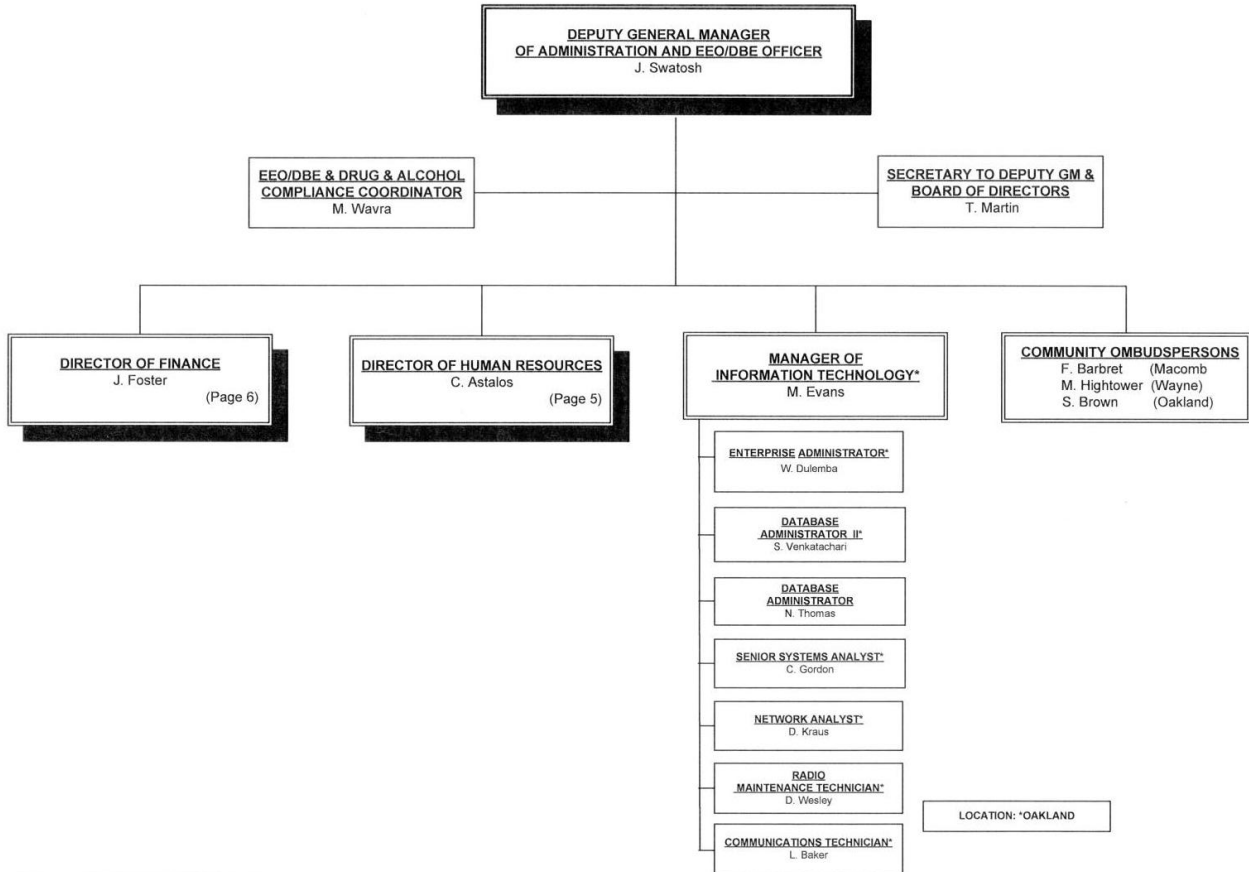 DEPUTY GENERAL MANAGER
OF ADMINISTRATION AND EEO/DBE OFFICER
J. Swatosh
EEO/DBE & DRUG & ALCOHOL
COMPLIANCE COORDINATOR
M. Wavra
SECRETARY TO DEPUTY GM &
BOARD OF DIRECTORS
T. Martin
DIRECTOR OF FINANCE
J. Foster
(Page 6)
DIRECTOR OF HUMAN RESOURCES
C. Astalos
(Page 5)
MANAGER OF
INFORMATION TECHNOLOGY*
M. Evans
COMMUNITY OMBUDSPERSONS
F. Barbret (Macomb
M. Hightower (Wayne)
S. Brown (Oakland)
ENTERPRISE ADMINISTRATOR*
W. Dulemba
DATABASE
ADMINISTRATOR II*
S. Venkatachari
DATABASE
ADMINISTRATOR
N. Thomas
SENIOR SYSTEMS ANALYST*
C. Gordon
NETWORK ANALYST*
D. Kraus
RADIO
MAINTENANCE TECHNICIAN*
D. Wesley
COMMUNICATIONS TECHNICIAN*
L. Baker
LOCATION: *OAKLAND